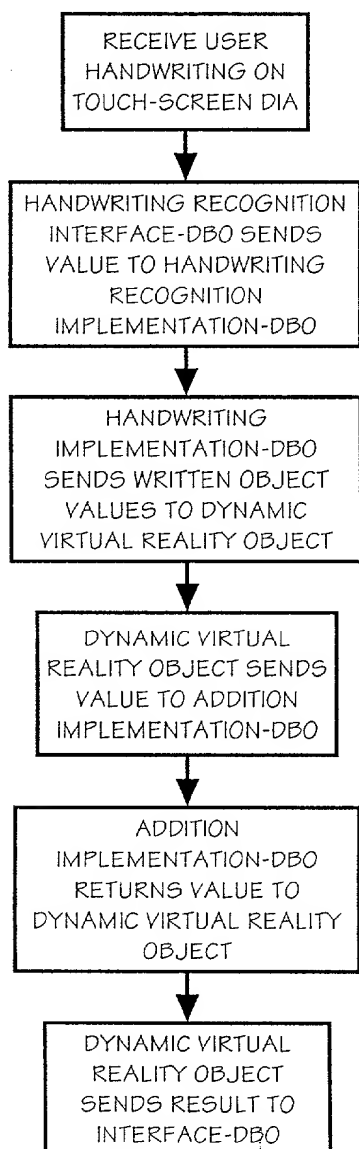 RECEIVE USER
HANDWRITING ON
TOUCH-SCREEN DIA
HANDWRITING RECOGNITION
INTERFACE-DBO SENDS
VALUE TO HANDWRITING
RECOGNITION
IMPLEMENTATION-DBO
HANDWRITING
IMPLEMENTATION-DBO
SENDS WRITTEN OBJECT
VALUES TO DYNAMIC
VIRTUAL REALITY OBJECT
DYNAMIC VIRTUAL
REALITY OBJECT SENDS
VALUE TO ADDITION
IMPLEMENTATION-DBO
ADDITION
IMPLEMENTATION-DBO
RETURNS VALUE TO
DYNAMIC VIRTUAL REALITY
OBJECT
DYNAMIC VIRTUAL
REALITY OBJECT
SENDS RESULT TO
INTERFACE-DBO